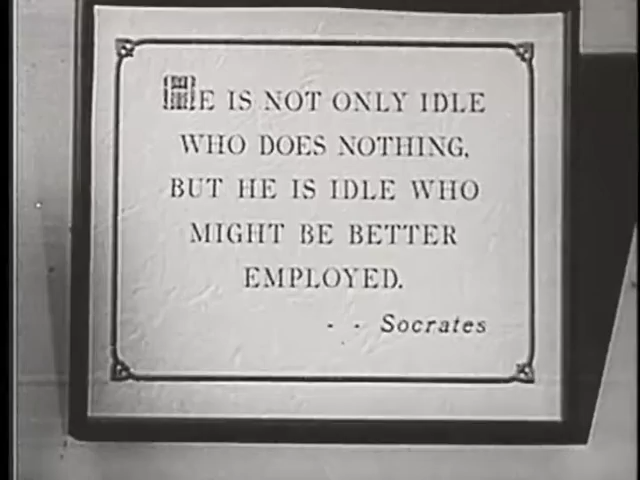 HE IS NOT ONLY IDLE
WHO DOES NOTHING,
BUT HE IS IDLE WHO
MIGHT BE BETTER
EMPLOYED.
- - Socrates